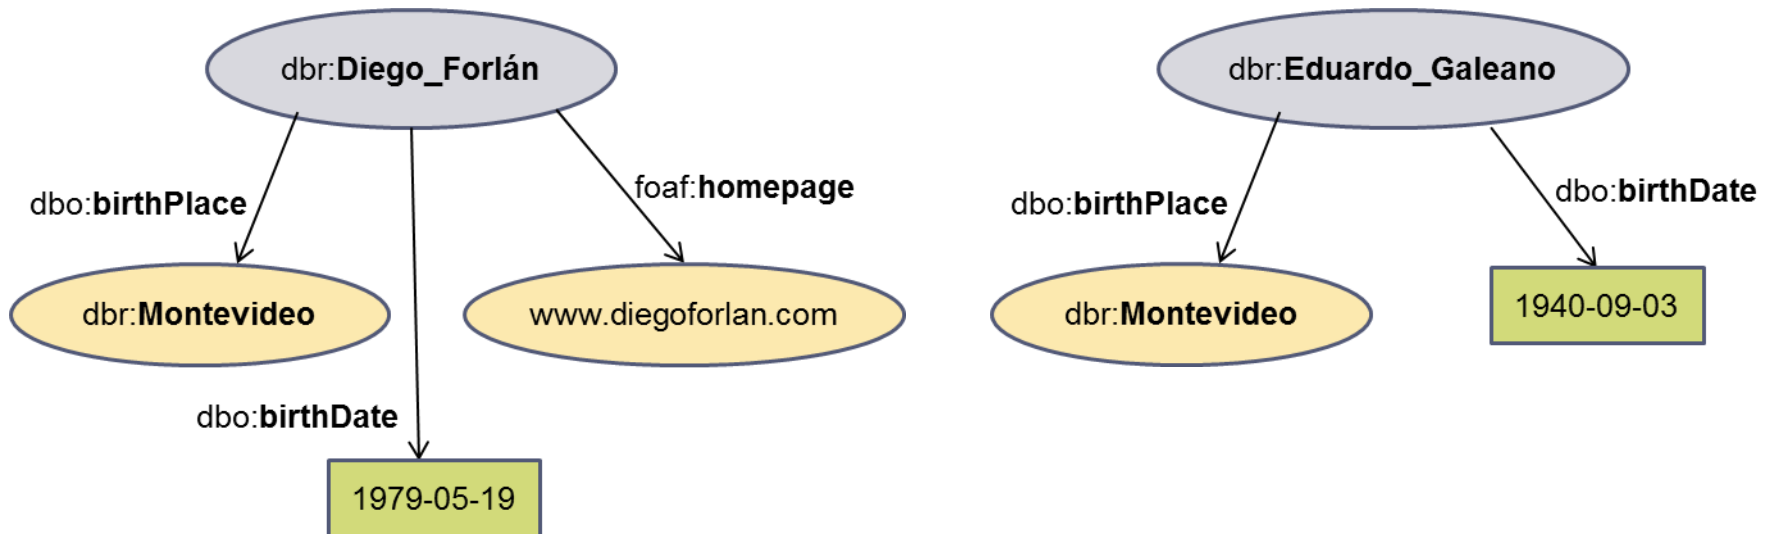 dbr:Diego_Forlán
dbo:birthPlace
foaf:homepage
dbr:Montevideo
www.diegoforlan.com
dbo:birthDate
1979-05-19
dbr:Eduardo_Galeano
dbo:birthPlace
dbo:birthDate
dbr:Montevideo
1940-09-03